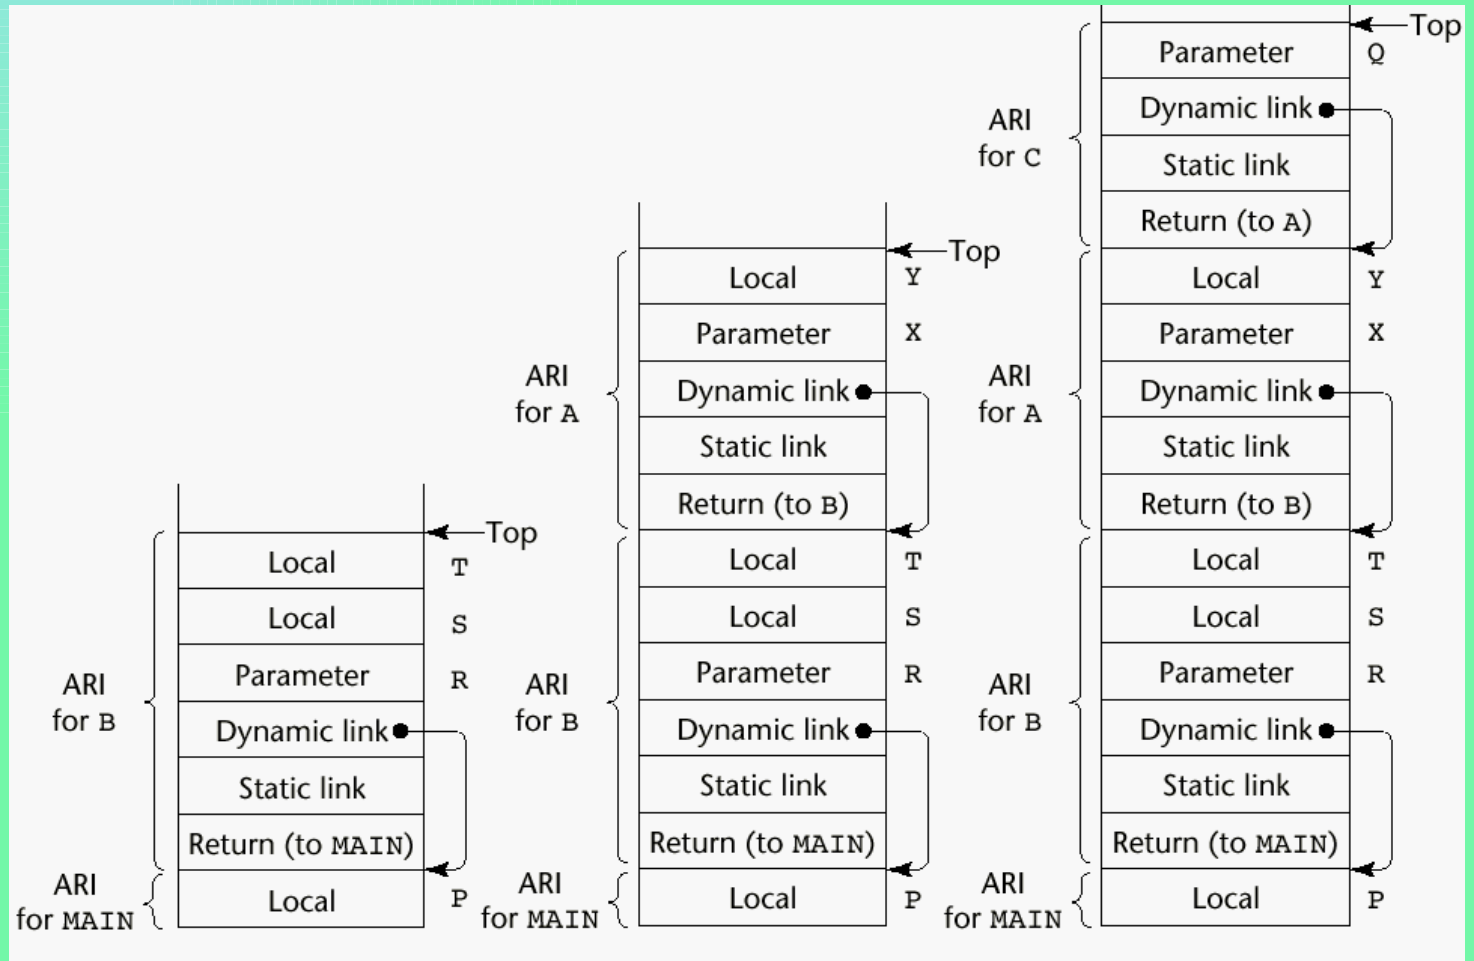 Top
T
Local
S
Local
R
Parameter
ARI
for B
Dynamic link
Static link
Return (to MAIN)
ARI
for MAIN
Local
P
Top
Local
Y
Parameter
X
ARI
for A
Dynamic link
Static link
Return (to B)
Local
T
Local
S
Parameter
R
ARI
for B
Dynamic link
Static link
Return (to MAIN)
ARI
for MAIN
Local
P
Top
Parameter
Q
ARI
for C
Dynamic link
Static link
Return (to A)
Local
Y
Parameter
X
ARI
for A
Dynamic link
Static link
Return (to B)
Local
T
Local
S
Parameter
R
ARI
for B
Dynamic link
Static link
Return (to MAIN)
ARI
for MAIN
Local
P